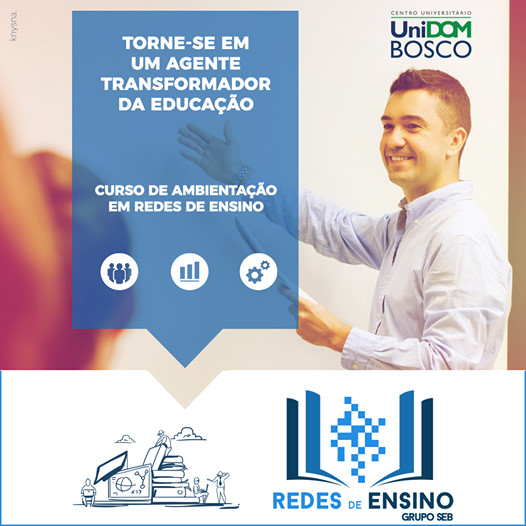 knysna.
CENTRO UNIVERSITÁRIO
UniDOM
BOSCO
TORNE-SE EM
UM AGENTE
TRANSFORMADOR
DA EDUCAÇÃO
CURSO DE AMBIENTAÇÃO
EM REDES DE ENSINO
REDES DE ENSINO
GRUPO SEB